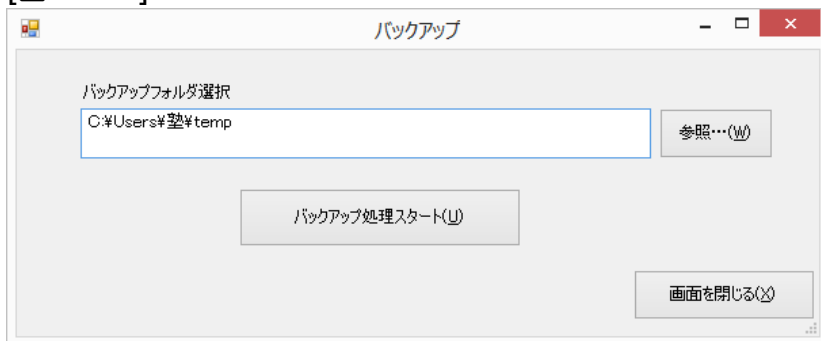 バックアップ
バックアップフォルダ選択
C:¥Users¥塾¥temp
参照…(W)
バックアップ処理スタート(U)
画面を閉じる(X)